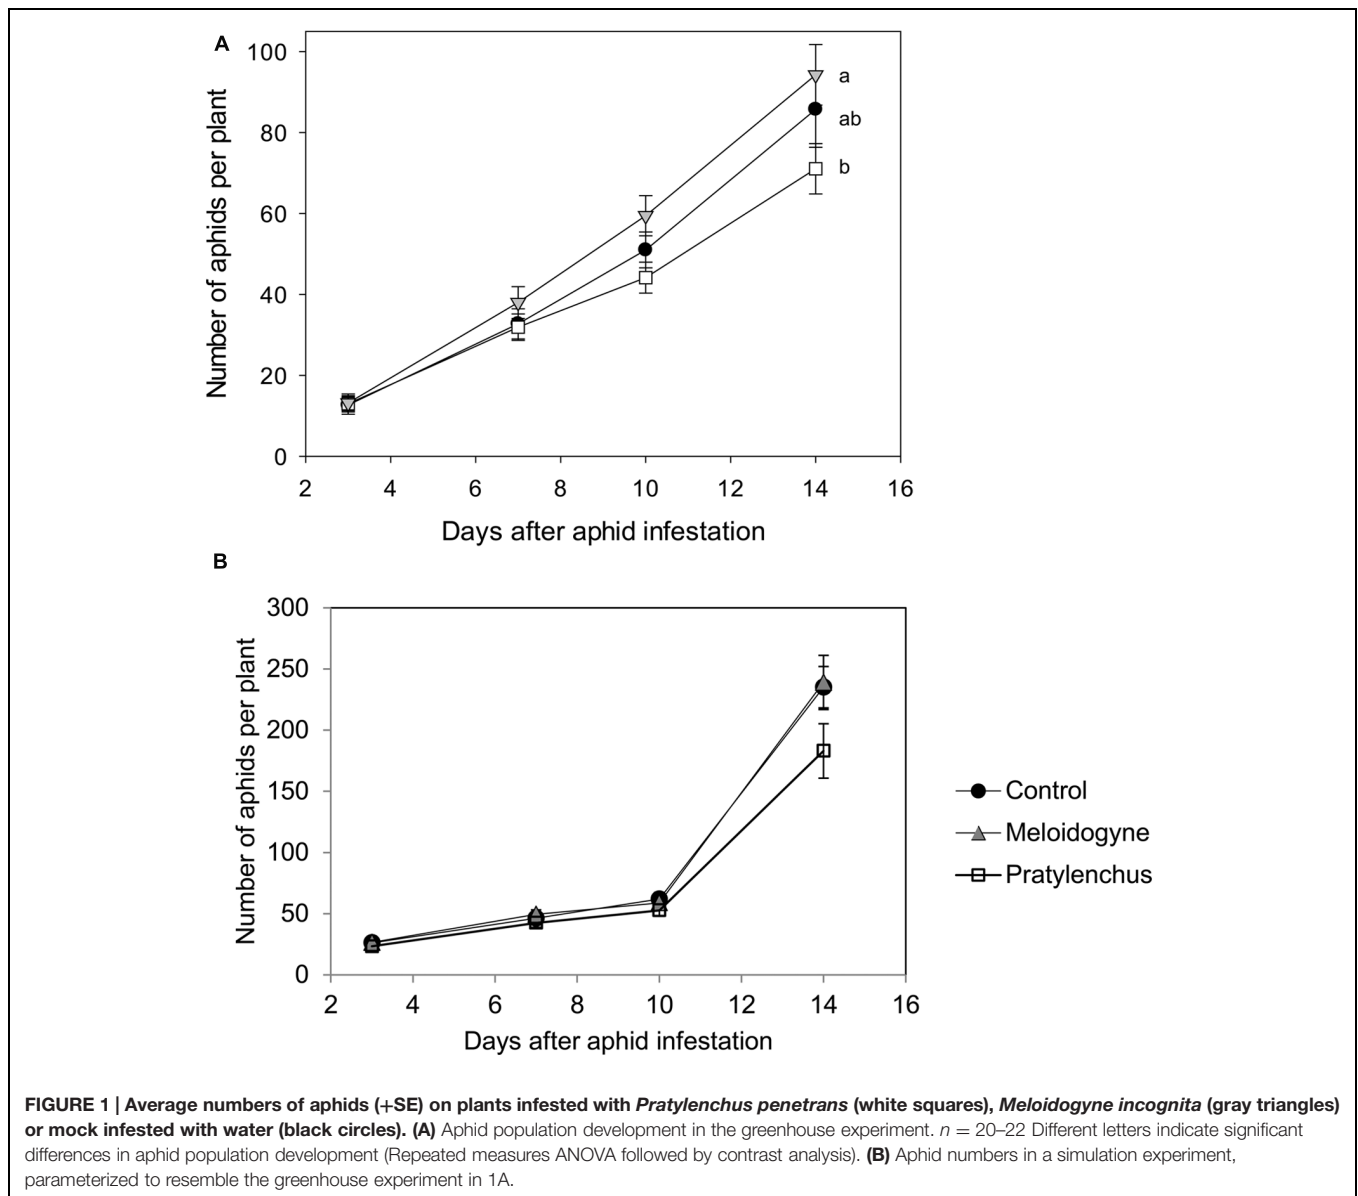 A
Number of aphids per plant
100
80
60
40
20
0
a
ab
b
2 4 6 8 10 12 14 16
Days after aphid infestation
B
Number of aphids per plant
300
250
200
150
100
50
0
2 4 6 8 10 12 14 16
Days after aphid infestation
Control
Meloidogyne
Pratylenchus
FIGURE 1 | Average numbers of aphids (+SE) on plants infested with Pratylenchus penetrans (white squares), Meloidogyne incognita (gray triangles)
or mock infested with water (black circles). (A) Aphid population development in the greenhouse experiment. n = 20–22 Different letters indicate significant
differences in aphid population development (Repeated measures ANOVA followed by contrast analysis). (B) Aphid numbers in a simulation experiment,
parameterized to resemble the greenhouse experiment in 1A.